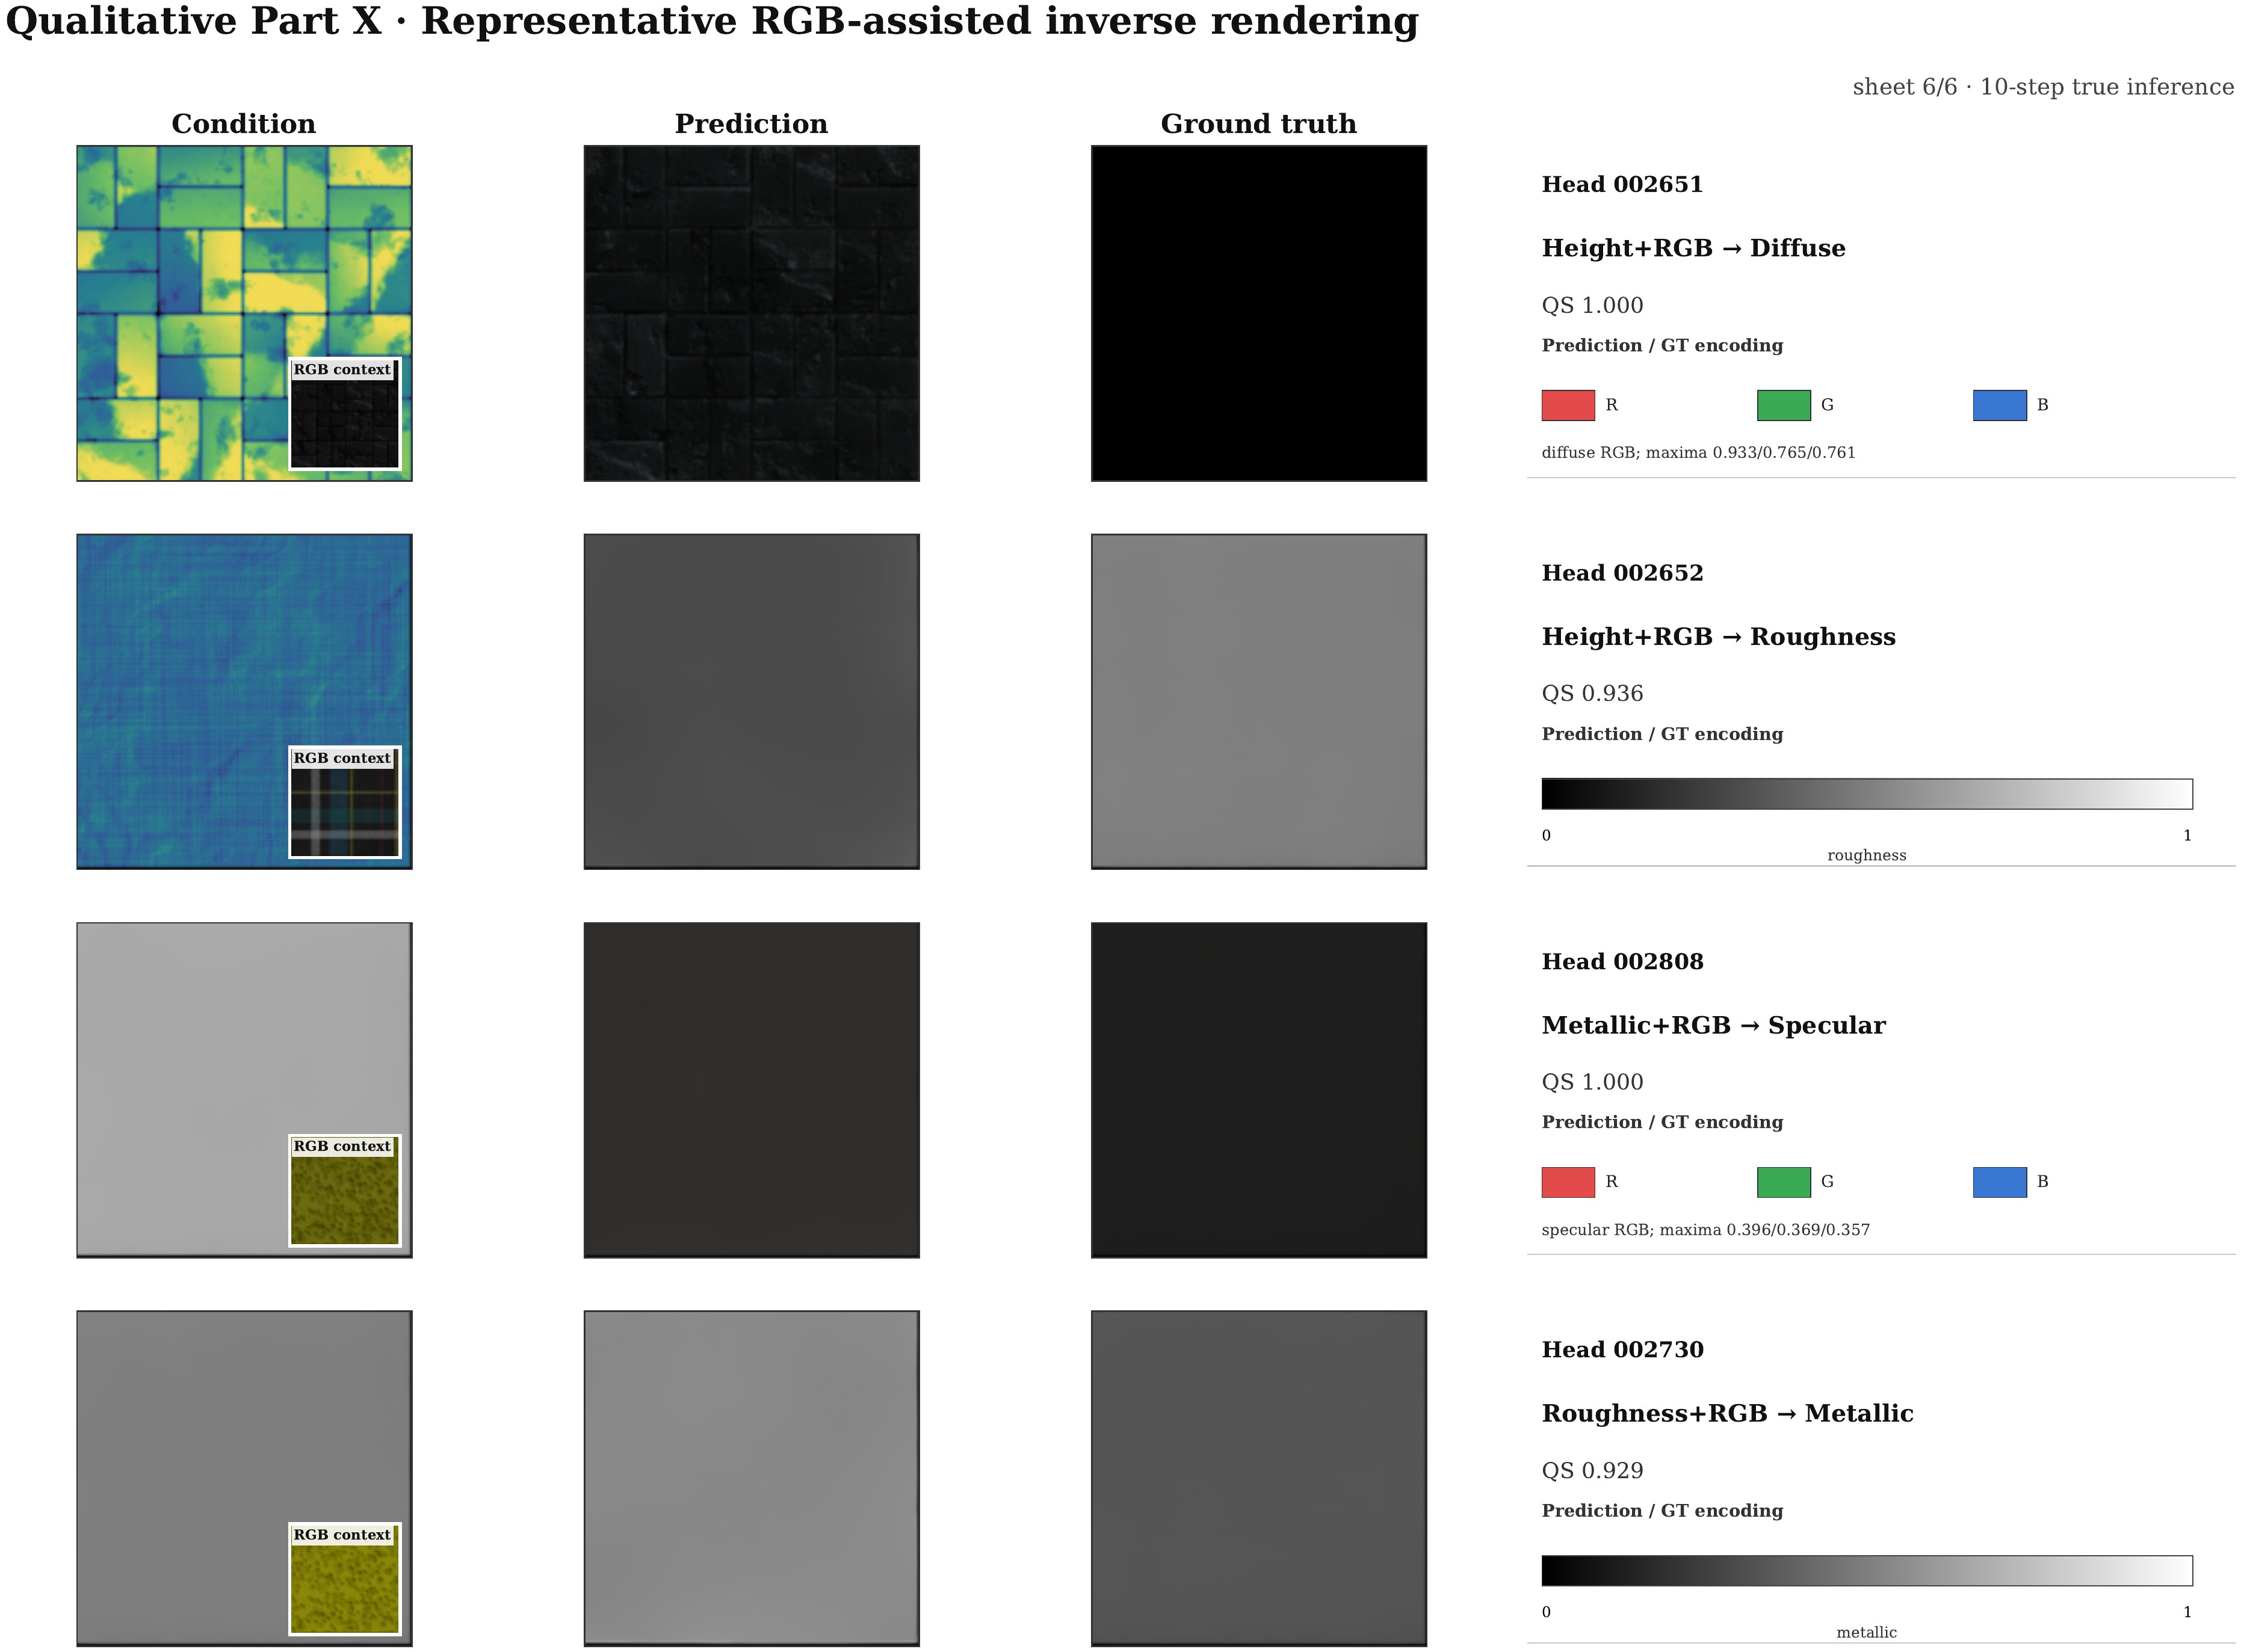 Qualitative Part X · Representative RGB-assisted inverse rendering
sheet 6/6 · 10-step true inference
Condition
Prediction
Ground truth
RGB context
Head 002651
Height+RGB → Diffuse
QS 1.000
Prediction / GT encoding
R
G
B
diffuse RGB; maxima 0.933/0.765/0.761
RGB context
Head 002652
Height+RGB → Roughness
QS 0.936
Prediction / GT encoding
0
1
roughness
RGB context
Head 002808
Metallic+RGB → Specular
QS 1.000
Prediction / GT encoding
R
G
B
specular RGB; maxima 0.396/0.369/0.357
RGB context
Head 002730
Roughness+RGB → Metallic
QS 0.929
Prediction / GT encoding
0
1
metallic